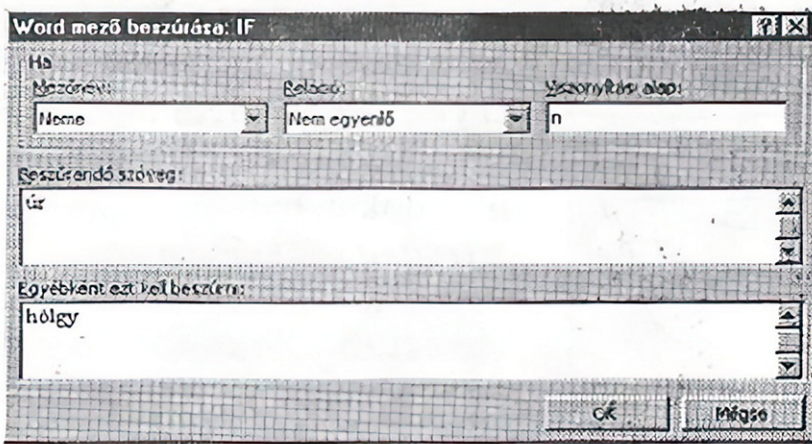 Word mező beszúrása: IF
Ha
Mezőnév: Reláció: Viszonyítási alap:
Neme Nem egyenlő n
Beszúrandó szöveg:
úr
Egyébként ezt kell beszúrni:
hölgy
OK Mégse